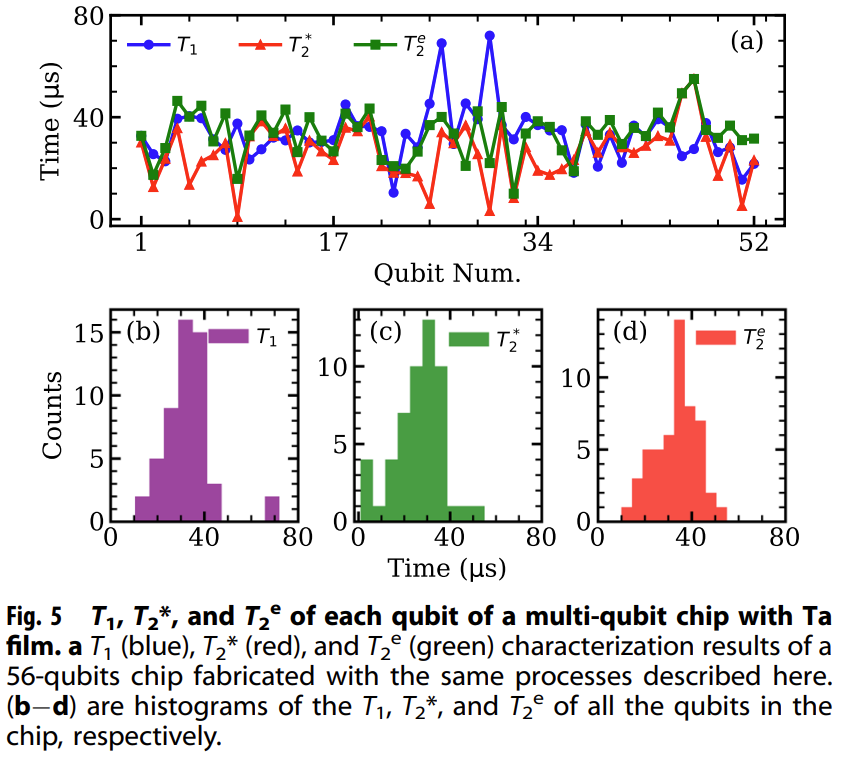 80
T₁ T₂* T₂ᵉ (a)
Time (μs)
40
0
1 17 34 52
Qubit Num.
(b) T₁
(c) T₂*
(d) T₂ᵉ
Counts
15
10
5
0
10
5
0
10
5
0
0 40 80
0 40 80
0 40 80
Time (μs)
Fig. 5 T₁, T₂*, and T₂ᵉ of each qubit of a multi-qubit chip with Ta
film. a T₁ (blue), T₂* (red), and T₂ᵉ (green) characterization results of a
56-qubits chip fabricated with the same processes described here.
(b–d) are histograms of the T₁, T₂*, and T₂ᵉ of all the qubits in the
chip, respectively.